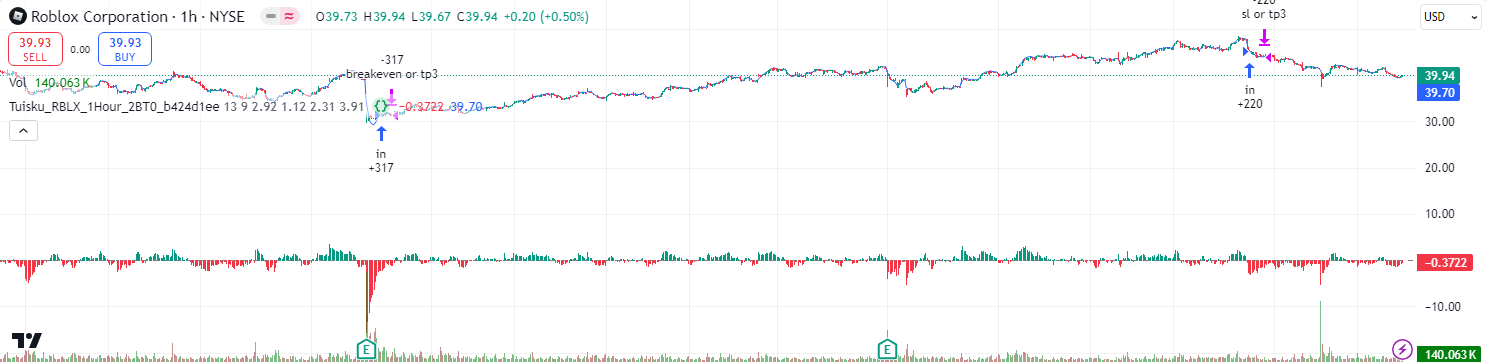 Roblox Corporation · 1h · NYSE O39.73 H39.94 L39.67 C39.94 +0.20 (+0.50%)
-220
sl or tp3
USD
39.93
SELL
0.00
39.93
BUY
-317
breakeven or tp3
Vol 140.063 K
Tuisku_RBLX_1Hour_2BT0_b424d1ee 13 9 2.92 1.12 2.31 3.91 −0.3722 39.70
in
+317
in
+220
39.94
39.70
30.00
20.00
10.00
−0.3722
−10.00
E
E
140.063 K